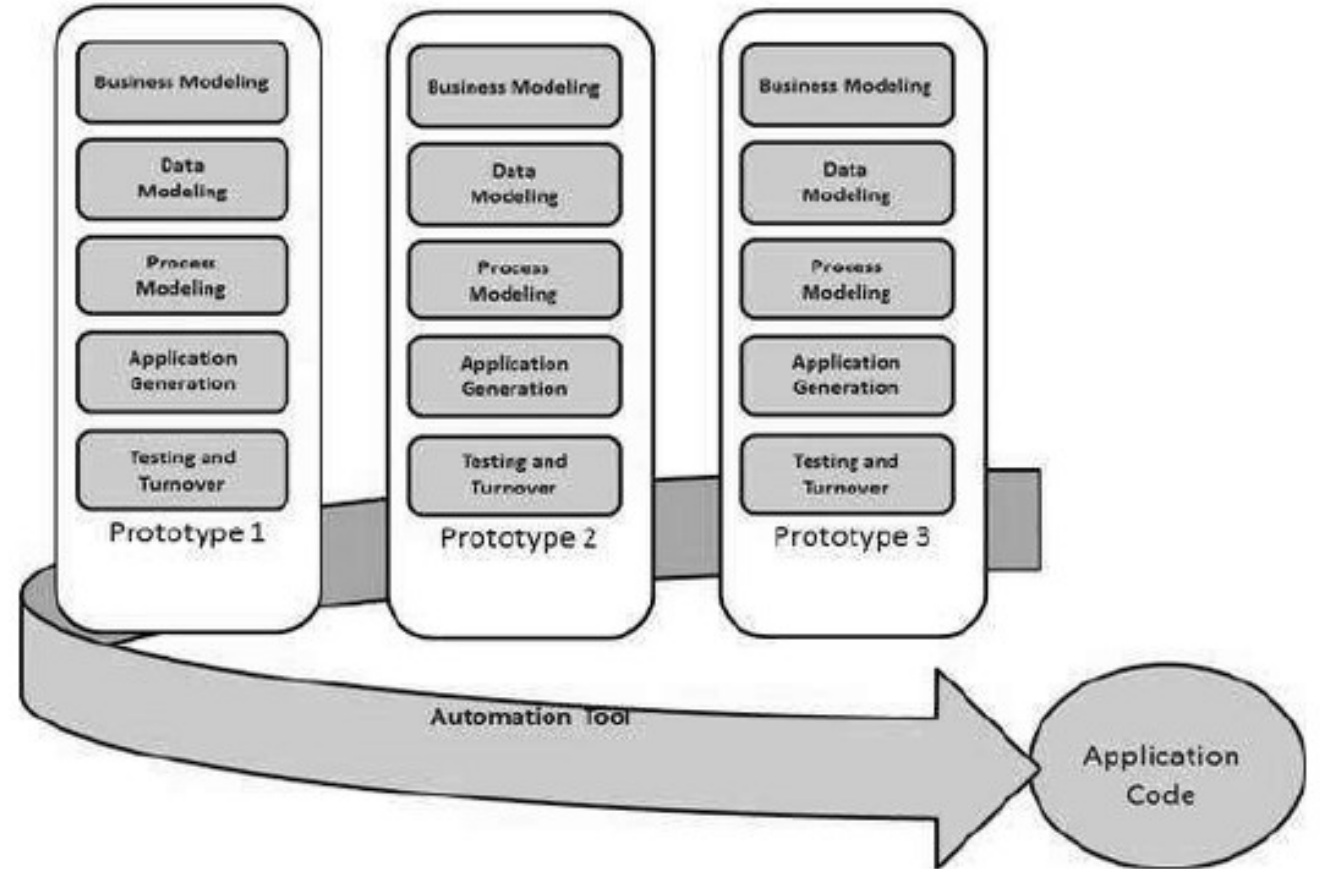 Business Modeling
Data
Modeling
Process
Modeling
Application
Generation
Testing and
Turnover
Prototype 1
Business Modeling
Data
Modeling
Process
Modeling
Application
Generation
Testing and
Turnover
Prototype 2
Business Modeling
Data
Modeling
Process
Modeling
Application
Generation
Testing and
Turnover
Prototype 3
Automation Tool
Application
Code